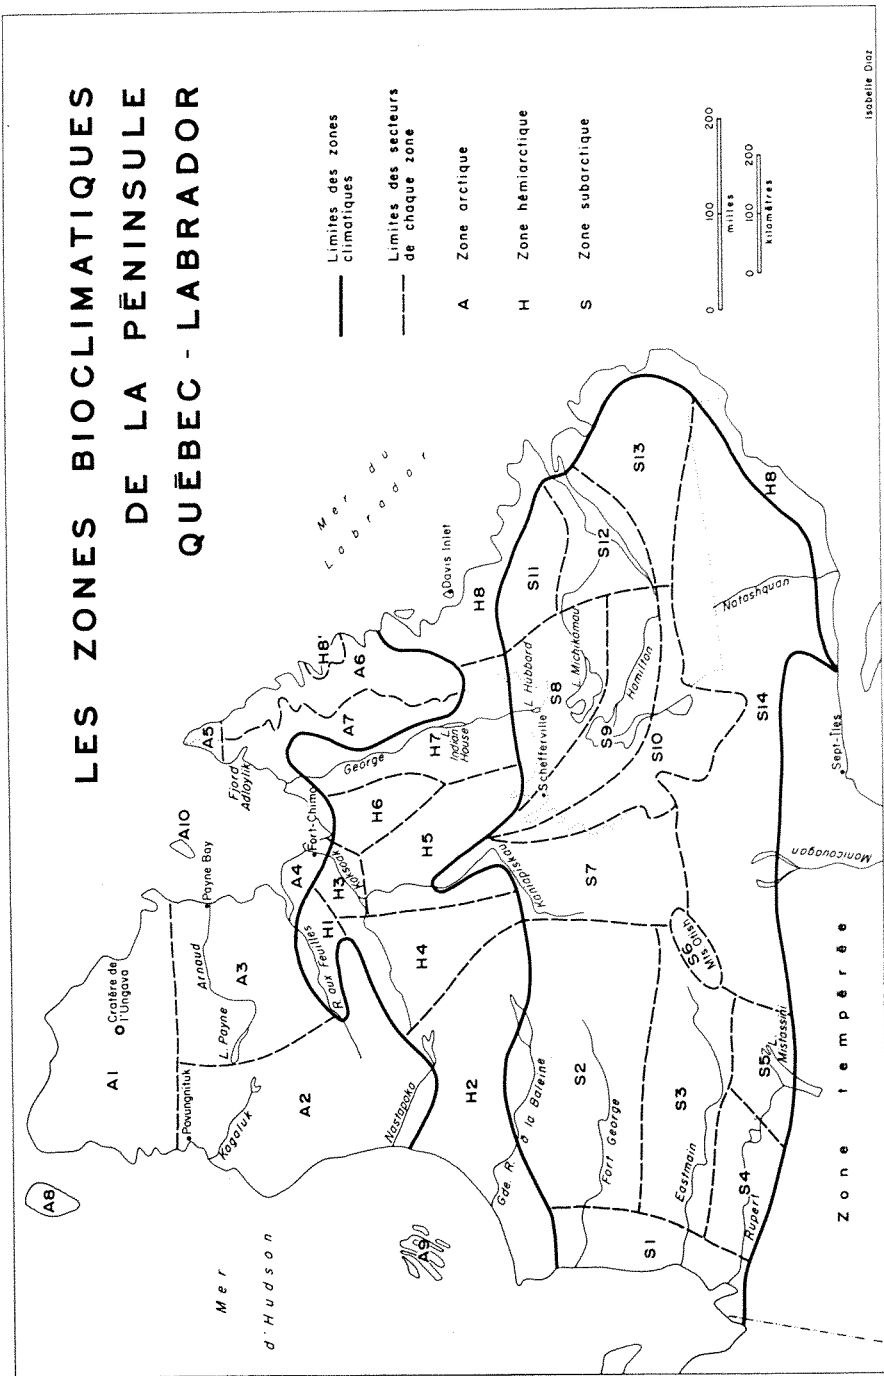 LES ZONES BIOCLIMATIQUES
DE LA PÉNINSULE
QUÉBEC - LABRADOR
Limites des zones
climatiques
Limites des secteurs
de chaque zone
A Zone arctique
H Zone hémiarctique
S Zone subarctique
0 100 200
milles
0 100 200
kilomètres
Isabelle Diaz
Mer du
Labrador
Mer
d'Hudson
Zone tempérée
A8
A1
Cratère de
l'Ungava
Povungnituk
Payne Bay
A10
Arnaud
L. Payne
A3
Kogaluk
A2
A9
Nastapoka
R. aux Feuilles
A4
Fort-Chimo
Koksoak
Fjord
Adloylik
A5
H8'
A6
A7
George
H1
H3
H6
H4
H5
H7
L.
Indian
House
H2
Davis Inlet
H8
Gde. R. à la Baleine
Kaniapiskau
Schefferville
L. Hubbard
S8
L. Michikamau
S11
S12
S13
H8
S9
Hamilton
S10
S7
S2
Fort George
S1
S3
Eastmain
S6
Mts Otish
S4
Rupert
S5
L.
Mistassini
S14
Natashquan
Sept-Îles
Manicouagan